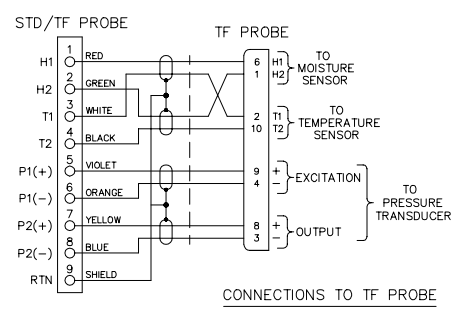 STD/TF PROBE
TF PROBE
H1 1 RED 6 H1 TO MOISTURE SENSOR
H2 2 GREEN 1 H2
T1 3 WHITE 2 T1 TO TEMPERATURE SENSOR
T2 4 BLACK 10 T2
P1(+) 5 VIOLET 9 + EXCITATION
P1(−) 6 ORANGE 4 −
TO PRESSURE TRANSDUCER
P2(+) 7 YELLOW 8 + OUTPUT
P2(−) 8 BLUE 3 −
RTN 9 SHIELD
CONNECTIONS TO TF PROBE